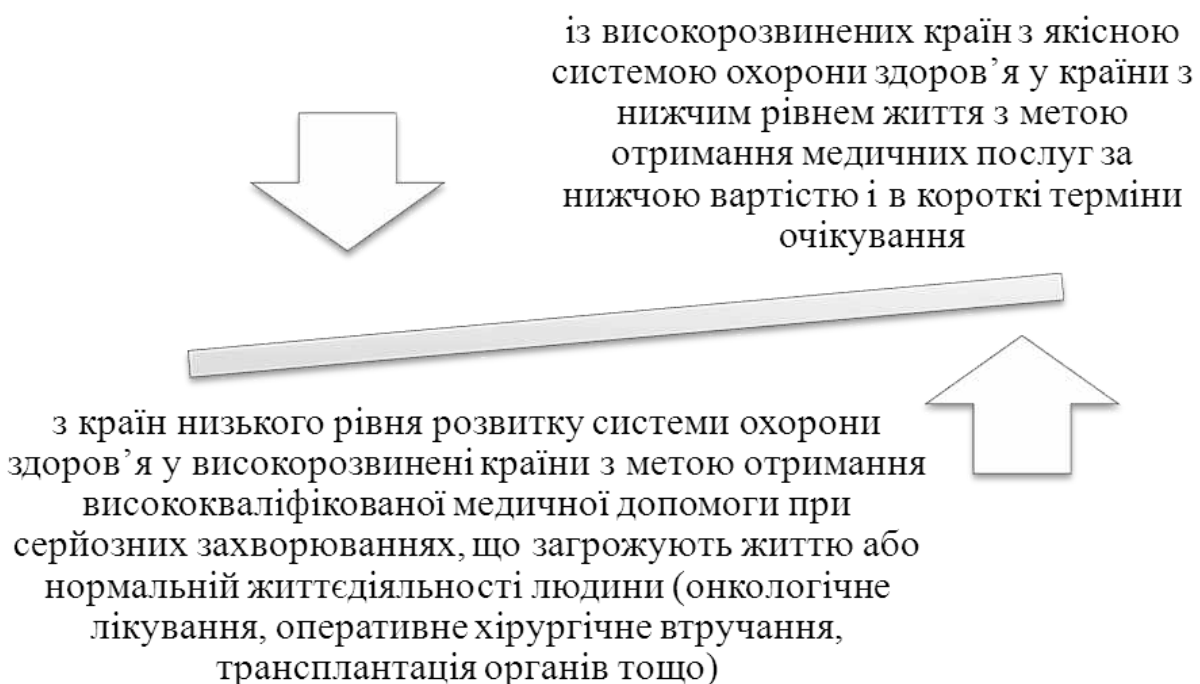 із високорозвинених країн з якісною
системою охорони здоров’я у країни з
нижчим рівнем життя з метою
отримання медичних послуг за
нижчою вартістю і в короткі терміни
очікування
з країн низького рівня розвитку системи охорони
здоров’я у високорозвинені країни з метою отримання
висококваліфікованої медичної допомоги при
серйозних захворюваннях, що загрожують життю або
нормальній життєдіяльності людини (онкологічне
лікування, оперативне хірургічне втручання,
трансплантація органів тощо)